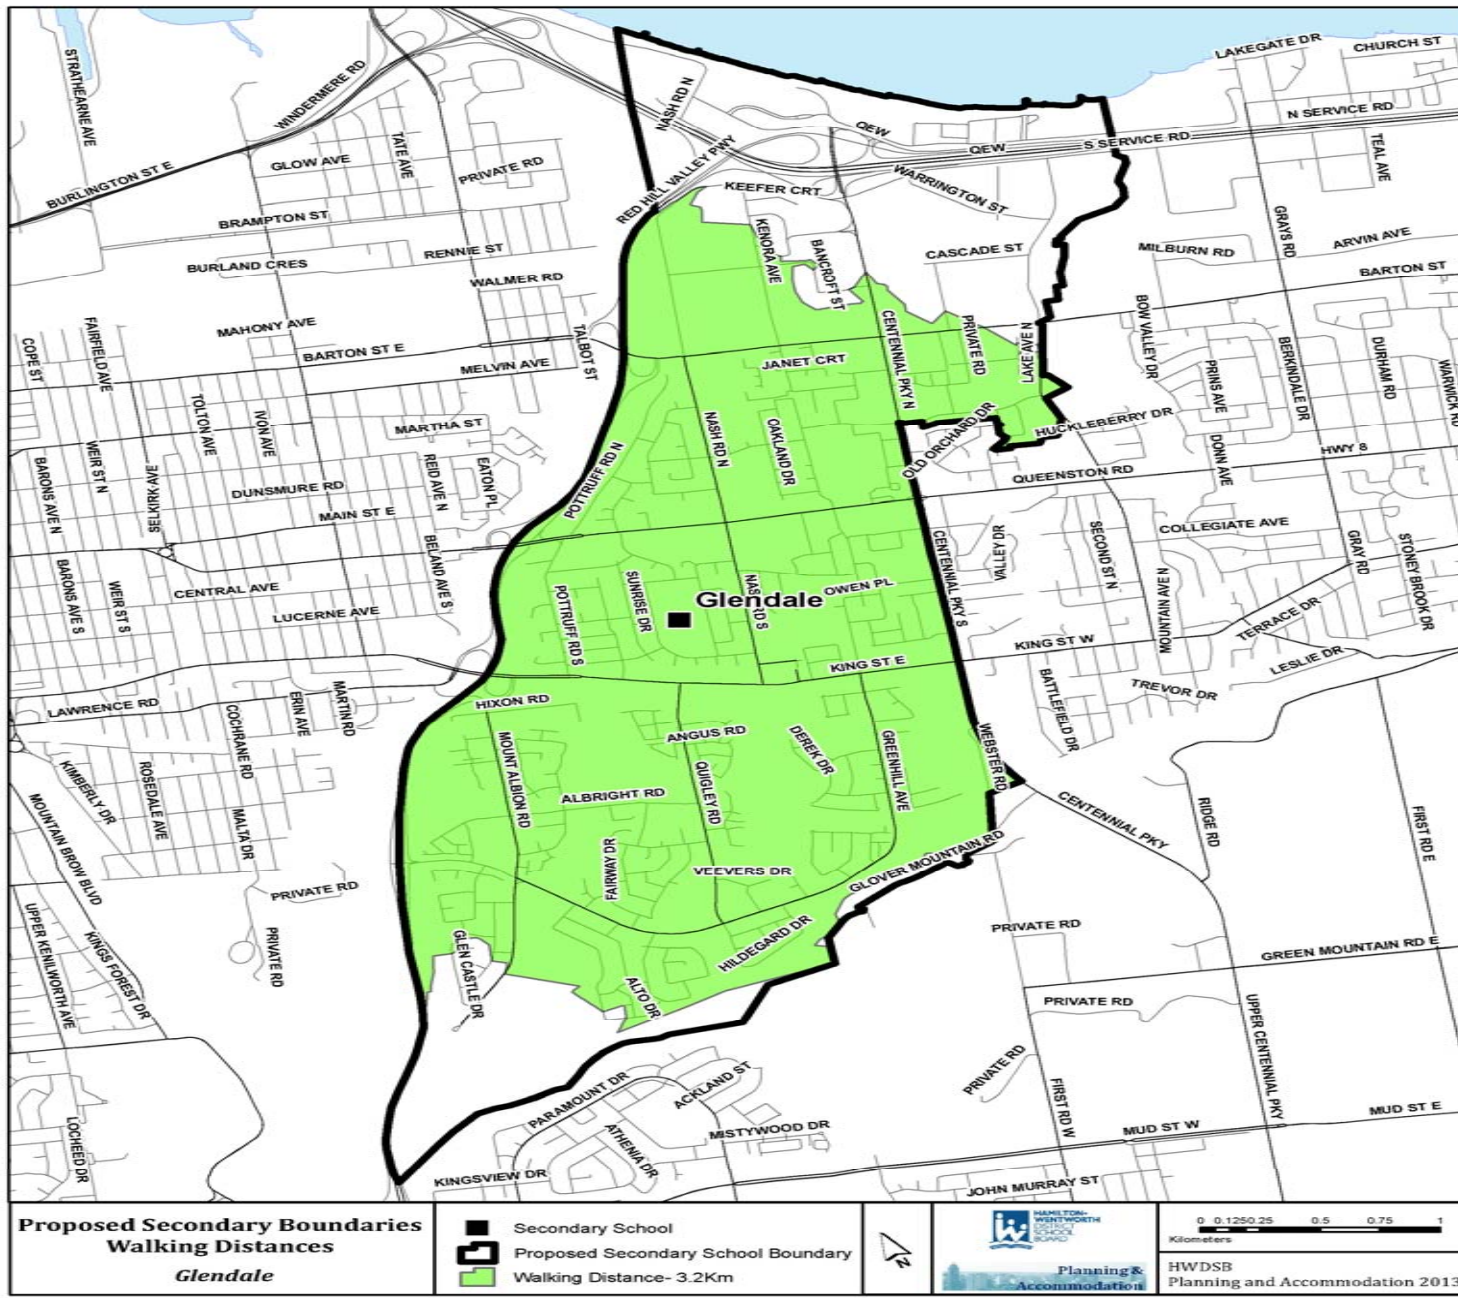 LAKEGATE DR
CHURCH ST
STRATHEARNE AVE
WINDERMERE RD
NASH RD N
N SERVICE RD
QEW
QEW
S SERVICE RD
TEAL AVE
TATE AVE
GLOW AVE
PRIVATE RD
BURLINGTON ST E
RED HILL VALLEY PWY
KEEFER CRT
WARRINGTON ST
BRAMPTON ST
KENORA AVE
BANCROFT ST
GRAYS RD
ARVIN AVE
RENNIE ST
CASCADE ST
MILBURN RD
BURLAND CRES
WALMER RD
BARTON ST
MAHONY AVE
FAIRFIELD AVE
COPE ST
TALBOT ST
BARTON ST E
MELVIN AVE
JANET CRT
CENTENNIAL PKY N
PRIVATE RD
LAKE AVE N
BOW VALLEY DR
PRINS AVE
BERKINDALE DR
DURHAM RD
WARWICK RD
TOLTON AVE
IVON AVE
MARTHA ST
NASH RD N
OAKLAND DR
OLD ORCHARD DR
HUCKLEBERRY DR
WEIR ST N
BARONS AVE N
SELKIRK AVE
DUNSMURE RD
REID AVE N
EATON PL
POTTRUFF RD N
QUEENSTON RD
DONN AVE
HWY 8
MAIN ST E
COLLEGIATE AVE
BARONS AVE S
WEIR ST S
CENTRAL AVE
BELAND AVE S
LUCERNE AVE
POTTRUFF RD S
SUNRISE DR
NASH RD S
Glendale
OWEN PL
CENTENNIAL PKY S
VALLEY DR
SECOND ST N
MOUNTAIN AVE N
GRAY RD
STONEY BROOK DR
TERRACE DR
KING ST W
KING ST E
LESLIE DR
LAWRENCE RD
COCHRANE RD
ERIN AVE
MARTIN RD
HIXON RD
BATTLEFIELD DR
TREVOR DR
KIMBERLY DR
ROSEDALE AVE
MOUNT ALBION RD
ANGUS RD
QUIGLEY RD
DEREK DR
GREENHILL AVE
WEBSTER RD
ALBRIGHT RD
CENTENNIAL PKY
RIDGE RD
FIRST RD E
MOUNTAIN BROW BLVD
MALTA DR
FAIRWAY DR
VEEVERS DR
GLOVER MOUNTAIN RD
PRIVATE RD
UPPER KENILWORTH AVE
KINGS FOREST DR
PRIVATE RD
GLEN CASTLE DR
HILDEGARD DR
ALTO DR
PRIVATE RD
GREEN MOUNTAIN RD E
PRIVATE RD
UPPER CENTENNIAL PKY
PRIVATE RD
FIRST RD W
PARAMOUNT DR
ACKLAND ST
LOCHEED DR
ATHENIA DR
MISTYWOOD DR
MUD ST W
MUD ST E
KINGSVIEW DR
JOHN MURRAY ST
Proposed Secondary Boundaries
Walking Distances
Glendale
Secondary School
Proposed Secondary School Boundary
Walking Distance- 3.2Km
N
HAMILTON-
WENTWORTH
DISTRICT
SCHOOL
BOARD
Planning &
Accommodation
0 0.1250.25 0.5 0.75 1
Kilometers
HWDSB
Planning and Accommodation 2013